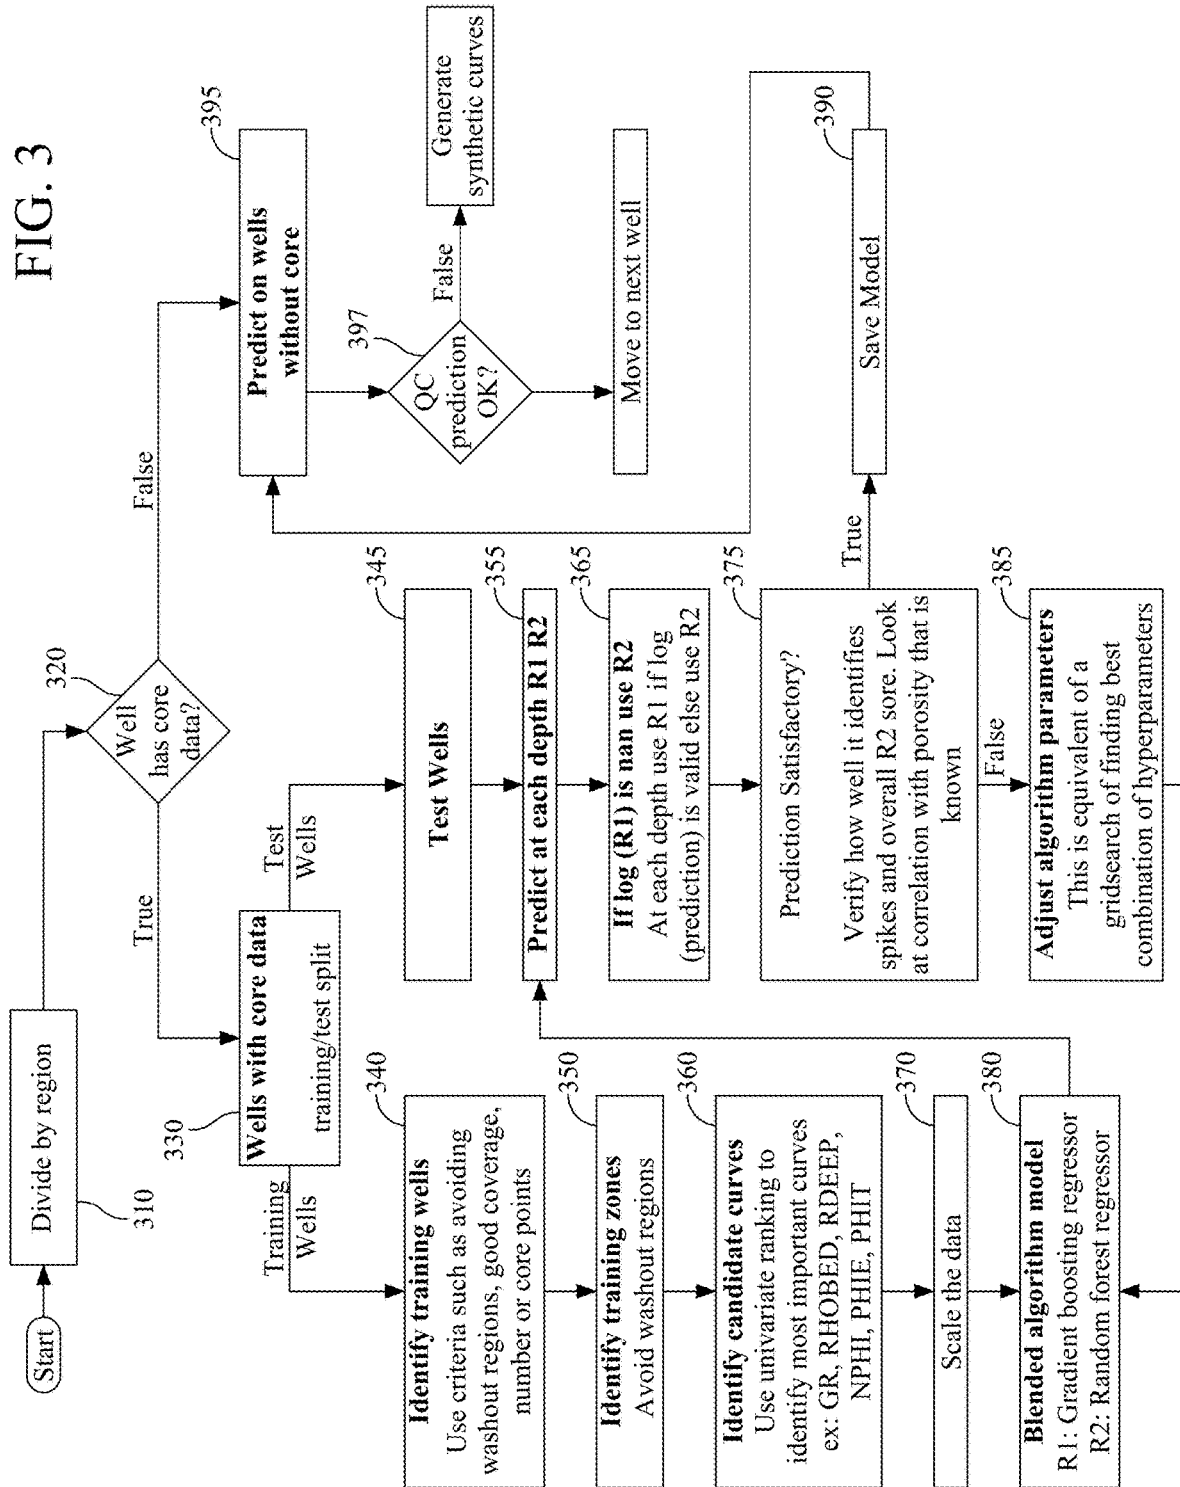 FIG. 3
Start
Divide by region
310
Well
has core
data?
320
True
False
Wells with core data
training/test split
330
Training
Wells
Test
Wells
Identify training wells
Use criteria such as avoiding
washout regions, good coverage,
number or core points
340
Identify training zones
Avoid washout regions
350
Identify candidate curves
Use univariate ranking to
identify most important curves
ex: GR, RHOBED, RDEEP,
NPHI, PHIE, PHIT
360
Scale the data
370
Blended algorithm model
R1: Gradient boosting regressor
R2: Random forest regressor
380
Test Wells
345
Predict at each depth R1 R2
355
If log (R1) is nan use R2
At each depth use R1 if log
(prediction) is valid else use R2
365
Prediction Satisfactory?
Verify how well it identifies
spikes and overall R2 sore. Look
at correlation with porosity that is
known
375
True
False
Adjust algorithm parameters
This is equivalent of a
gridsearch of finding best
combination of hyperparameters
385
Save Model
390
Predict on wells
without core
395
QC
prediction
OK?
397
False
Generate
synthetic curves
Move to next well